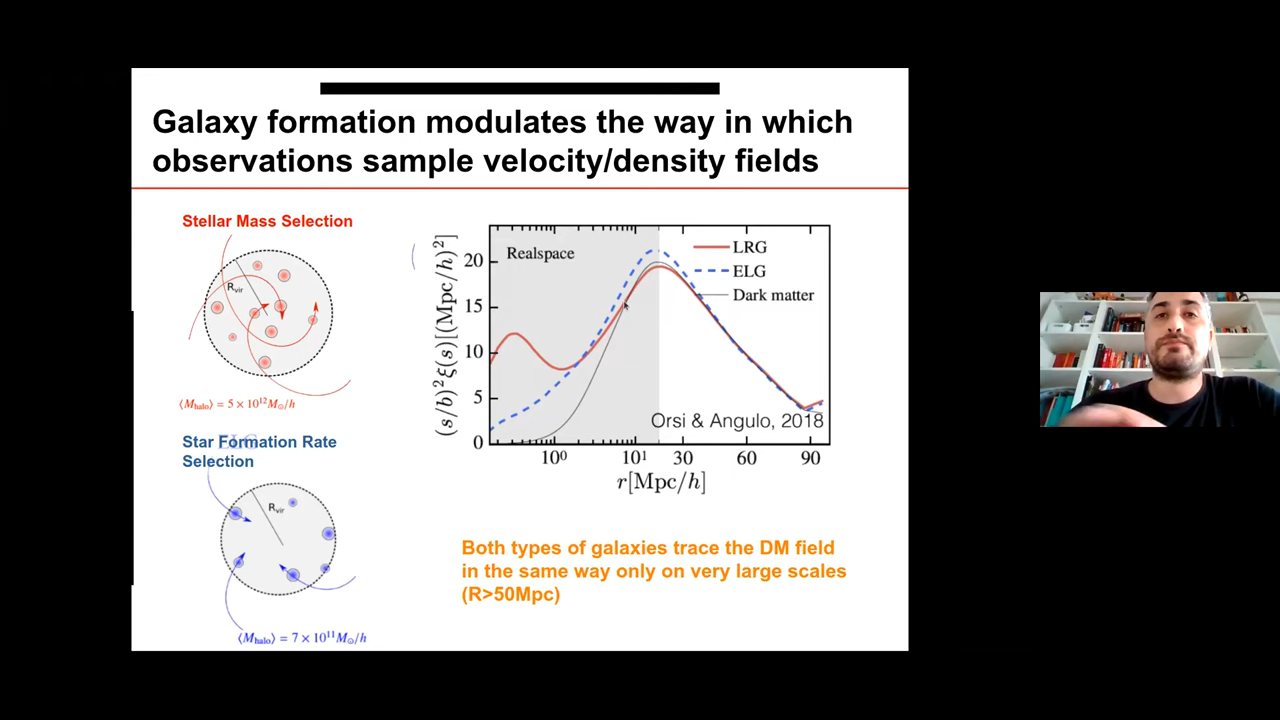 Galaxy formation modulates the way in which
observations sample velocity/density fields
Stellar Mass Selection
R_vir
⟨M_halo⟩ = 5 × 10^12 M_⊙/h
Star Formation Rate
Selection
R_vir
⟨M_halo⟩ = 7 × 10^11 M_⊙/h
(s/b)^2 ξ(s)[(Mpc/h)^2]
20
15
10
5
0
Realspace
LRG
ELG
Dark matter
Orsi & Angulo, 2018
10^0 10^1 30 60 90
r[Mpc/h]
Both types of galaxies trace the DM field
in the same way only on very large scales
(R>50Mpc)